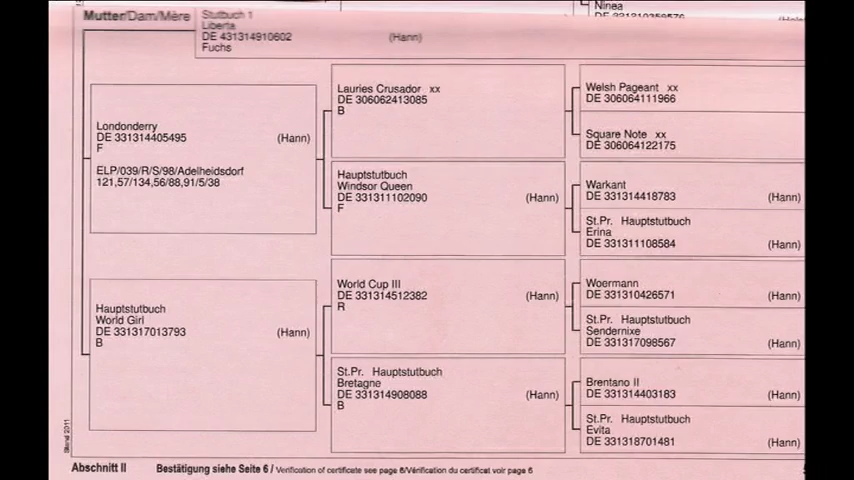 Ninea
Mutter/Dam/Mère
Stutbuch 1
Liberta
DE 431314910602 (Hann)
Fuchs
Londonderry
DE 331314405495 (Hann)
F
ELP/039/R/S/98/Adelheidsdorf
121,57/134,56/88,91/5/38
Hauptstutbuch
World Girl
DE 331317013793 (Hann)
B
Lauries Crusador xx
DE 306062413085
B
Hauptstutbuch
Windsor Queen
DE 331311102090 (Hann)
F
World Cup III
DE 331314512382 (Hann)
R
St.Pr. Hauptstutbuch
Bretagne
DE 331314908088 (Hann)
B
Welsh Pageant xx
DE 306064111966
Square Note xx
DE 306064122175
Warkant
DE 331314418783 (Hann)
St.Pr. Hauptstutbuch
Erina
DE 331311108584 (Hann)
Woermann
DE 331310426571 (Hann)
St.Pr. Hauptstutbuch
Sendernixe
DE 331317098567 (Hann)
Brentano II
DE 331314403183 (Hann)
St.Pr. Hauptstutbuch
Evita
DE 331318701481 (Hann)
Stand 2011
Abschnitt II Bestätigung siehe Seite 6 / Verification of certificate see page 6/Vérification du certificat voir page 6